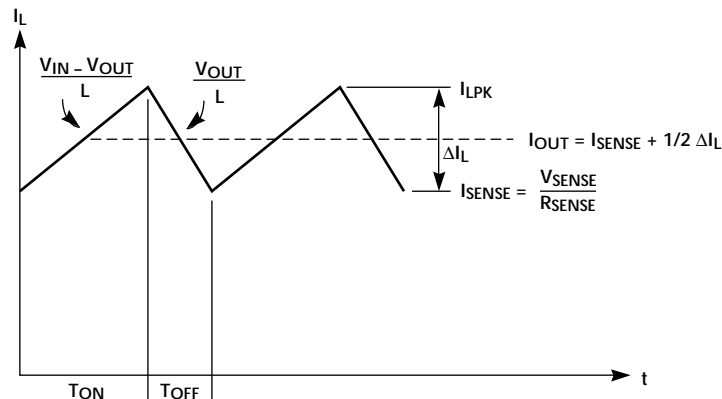 IL
VIN – VOUT
L
VOUT
L
ILPK
IOUT = ISENSE + 1/2 ΔIL
ΔIL
ISENSE = VSENSE
RSENSE
t
TON
TOFF